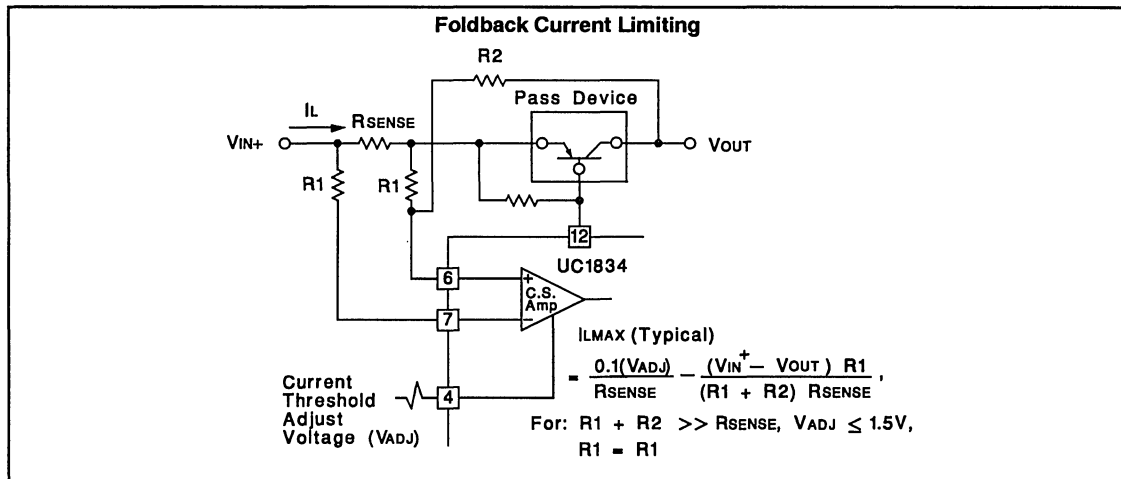 Foldback Current Limiting
R2
Pass Device
IL
RSENSE
VIN+
VOUT
R1
R1
12
UC1834
6
+
C.S.
Amp
7
−
ILMAX (Typical)
= 0.1(VADJ) / RSENSE − (VIN+ − VOUT) R1 / (R1 + R2) RSENSE ,
4
Current
Threshold
Adjust
Voltage (VADJ)
For: R1 + R2 >> RSENSE, VADJ ≤ 1.5V,
R1 = R1